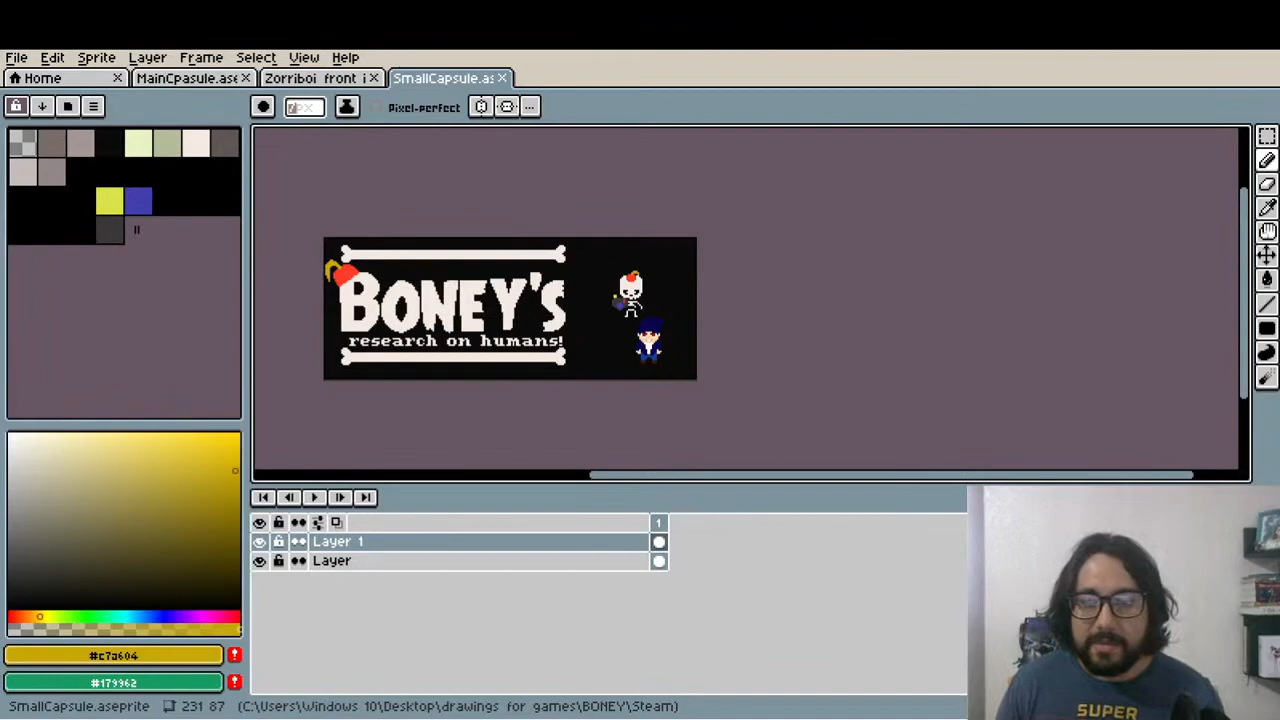 File Edit Sprite Layer Frame Select View Help
Home MainCpasule.ase Zorriboi front i SmallCapsule.as
Pixel-perfect
BONEY'S
research on humans!
1
Layer 1
Layer
#c7a604
#179962
SUPER
SmallCapsule.aseprite 231 87 (C:\Users\Windows 10\Desktop\drawings for games\BONEY\Steam)